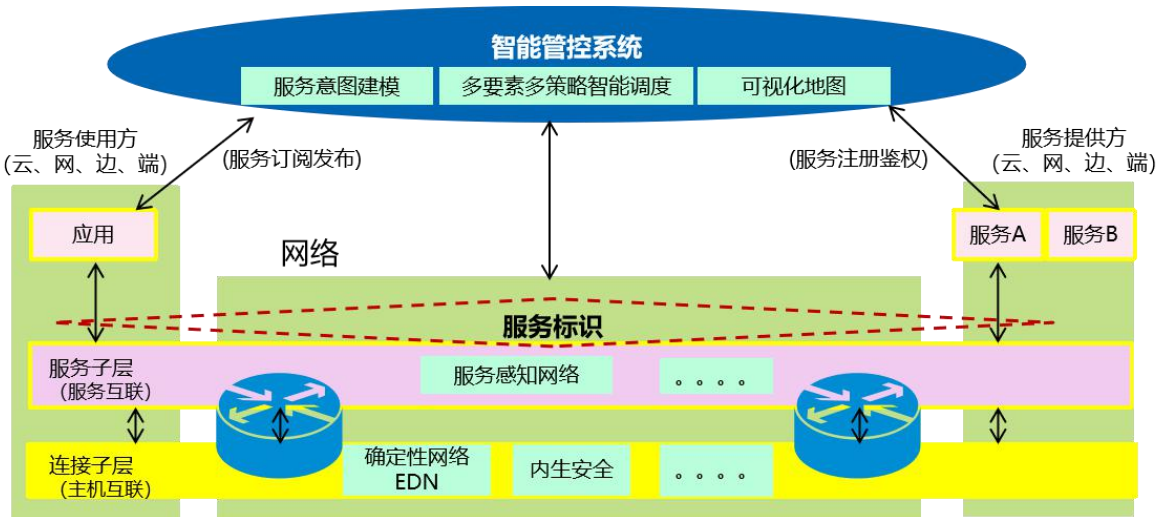 智能管控系统
服务意图建模
多要素多策略智能调度
可视化地图
服务使用方
(云、网、边、端)
(服务订阅发布)
(服务注册鉴权)
服务提供方
(云、网、边、端)
应用
服务A
服务B
网络
服务标识
服务子层
(服务互联)
服务感知网络
。。。。
连接子层
(主机互联)
确定性网络
EDN
内生安全
。。。。